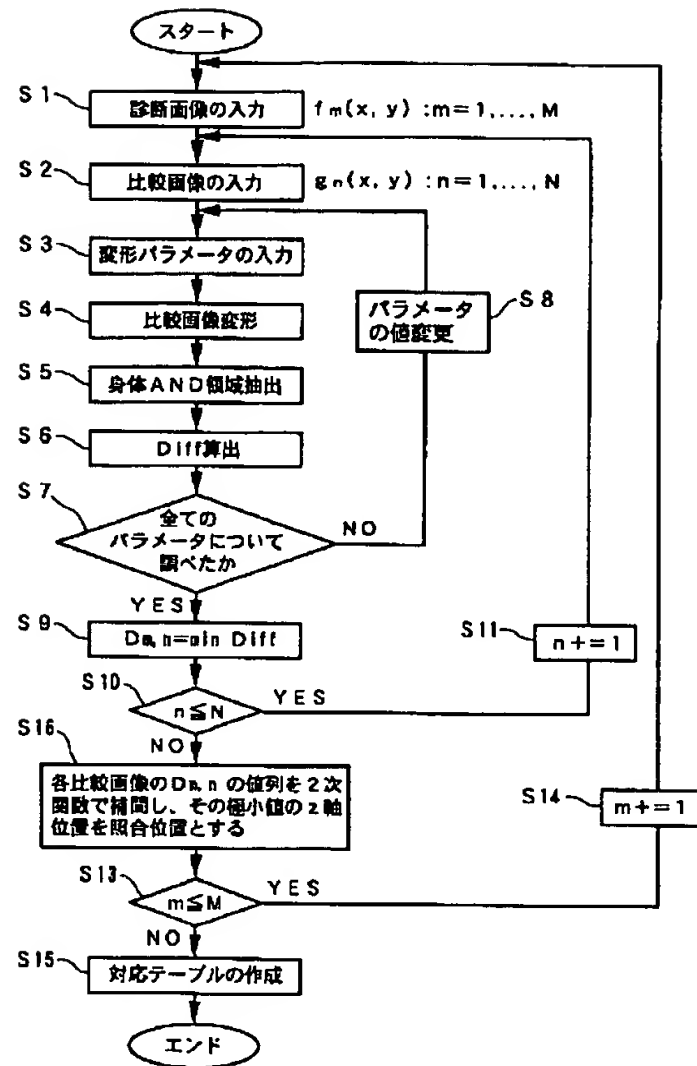 スタート
S1
診断画像の入力 fm(x, y) :m=1,...,M
S2
比較画像の入力 gn(x, y) :n=1,...,N
S3
変形パラメータの入力
S4
比較画像変形
S5
身体AND領域抽出
S6
Diff算出
S7
全ての
パラメータについて
調べたか
NO
S8
パラメータ
の値変更
YES
S9
Dm,n=min Diff
S10
n≦N
YES
S11
n+=1
NO
S16
各比較画像のDm,nの値列を2次
関数で補間し、その極小値のz軸
位置を照合位置とする
S13
m≦M
YES
S14
m+=1
NO
S15
対応テーブルの作成
エンド